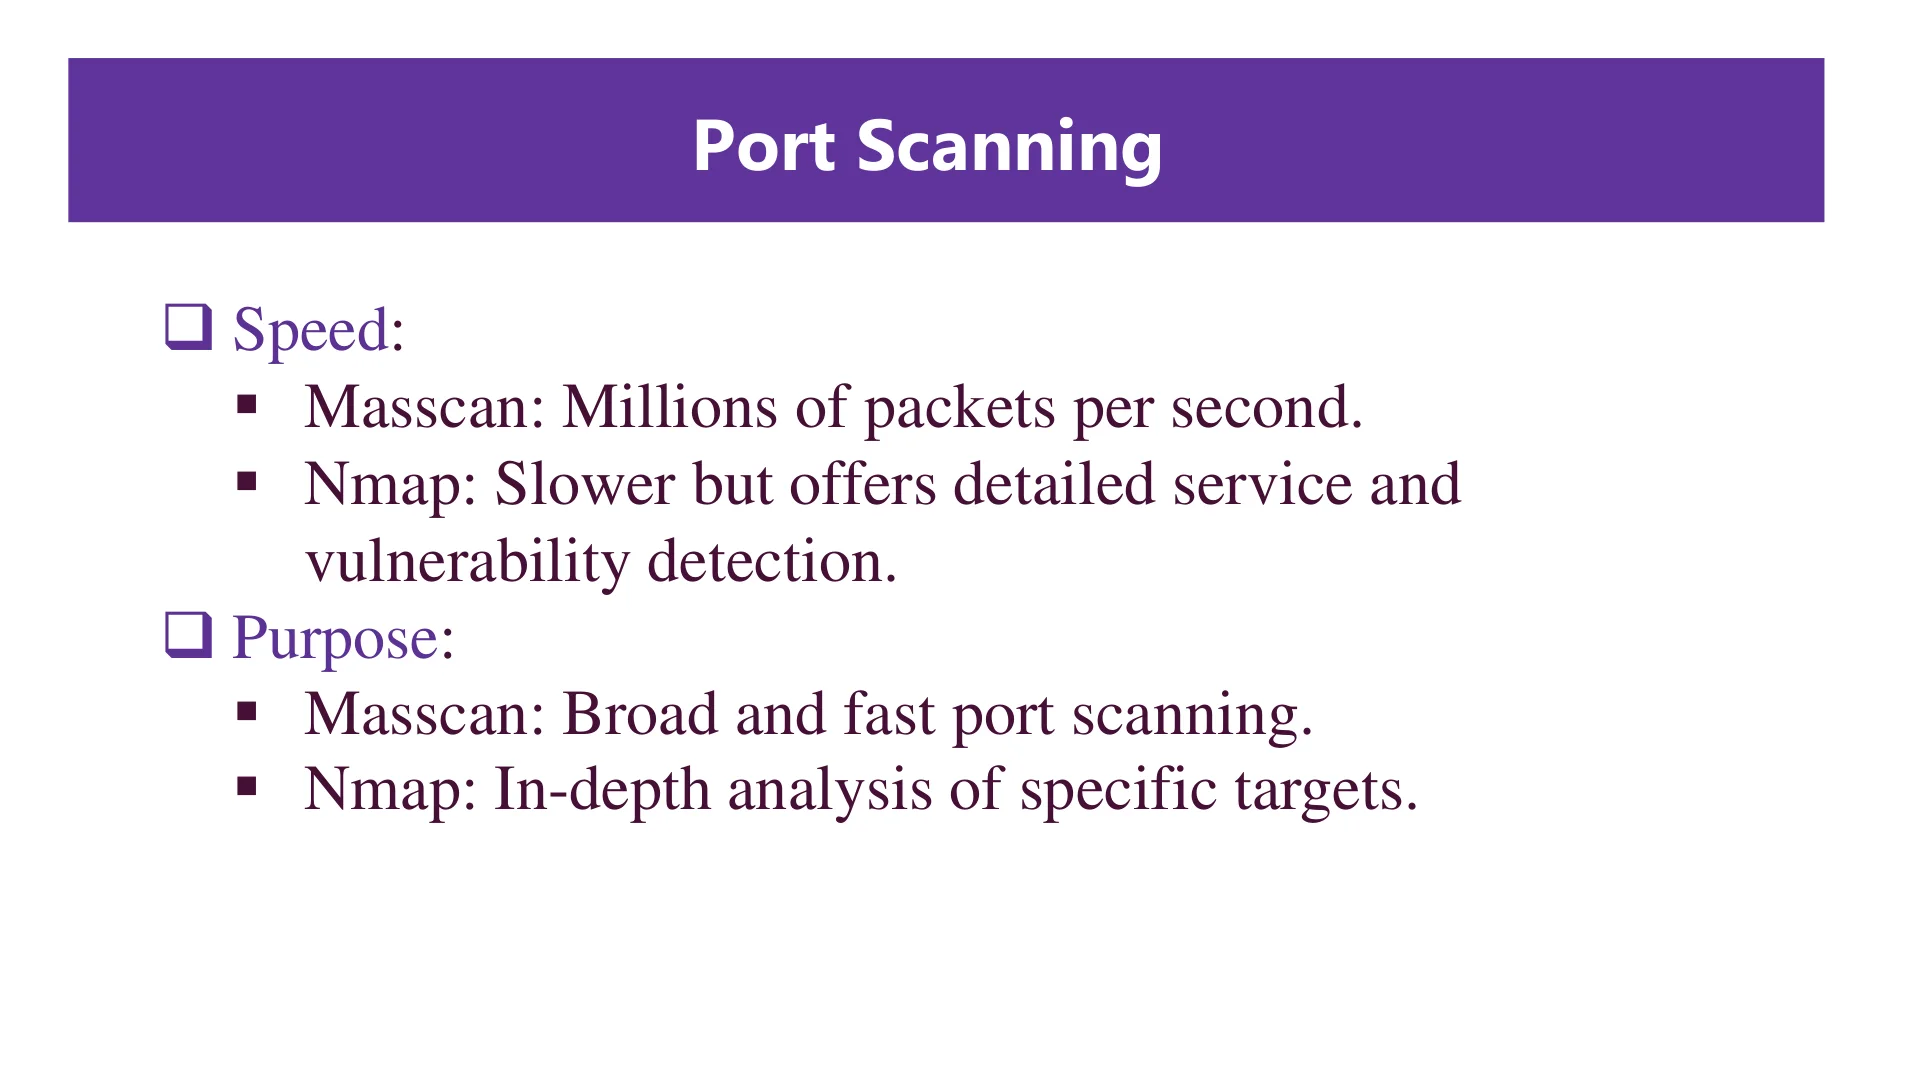 Port Scanning
❑ Speed:
▪ Masscan: Millions of packets per second.
▪ Nmap: Slower but offers detailed service and
vulnerability detection.
❑ Purpose:
▪ Masscan: Broad and fast port scanning.
▪ Nmap: In-depth analysis of specific targets.